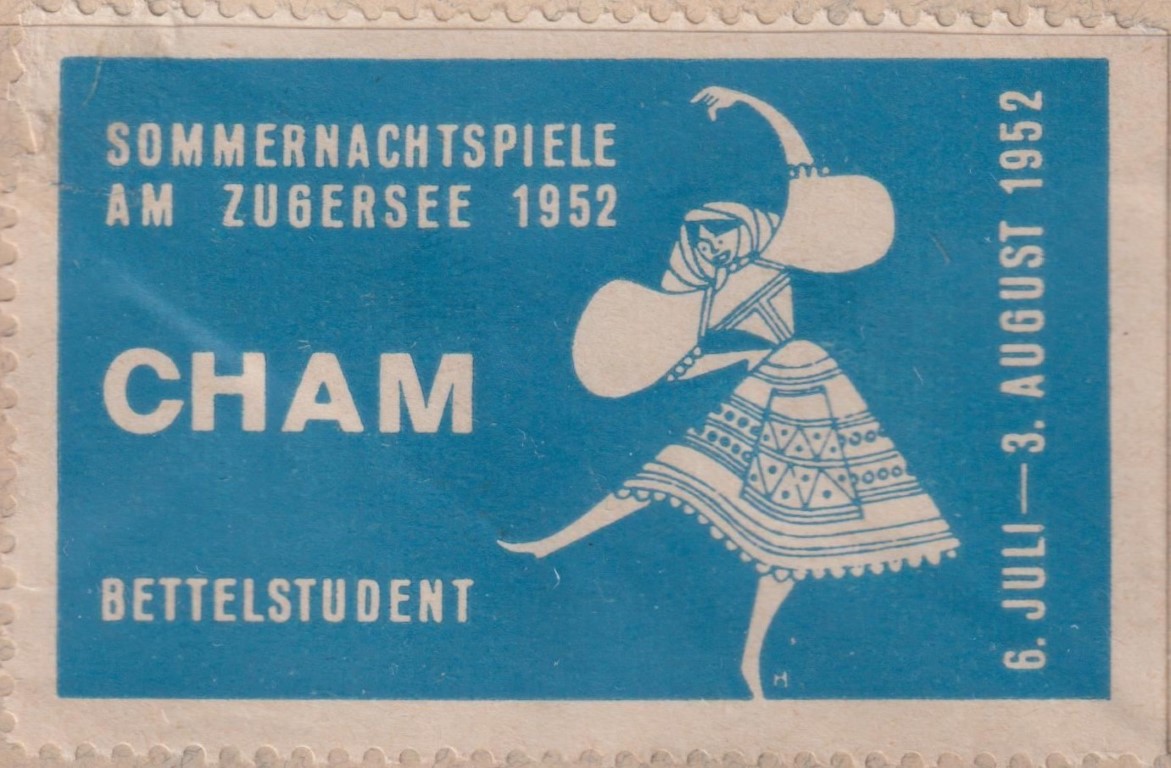 SOMMERNACHTSPIELE
AM ZUGERSEE 1952
CHAM
BETTELSTUDENT
6. JULI—3. AUGUST 1952
H